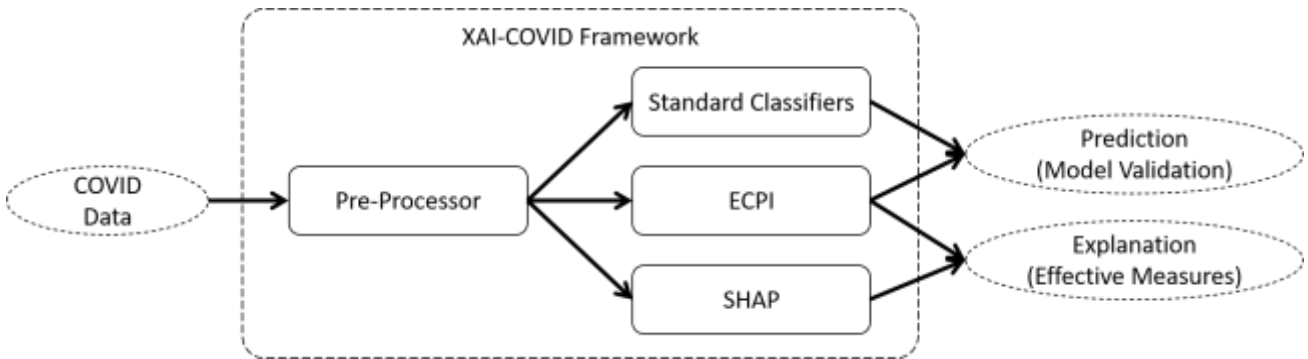 XAI-COVID Framework
Standard Classifiers
Prediction
(Model Validation)
COVID
Data
Pre-Processor
ECPI
Explanation
(Effective Measures)
SHAP